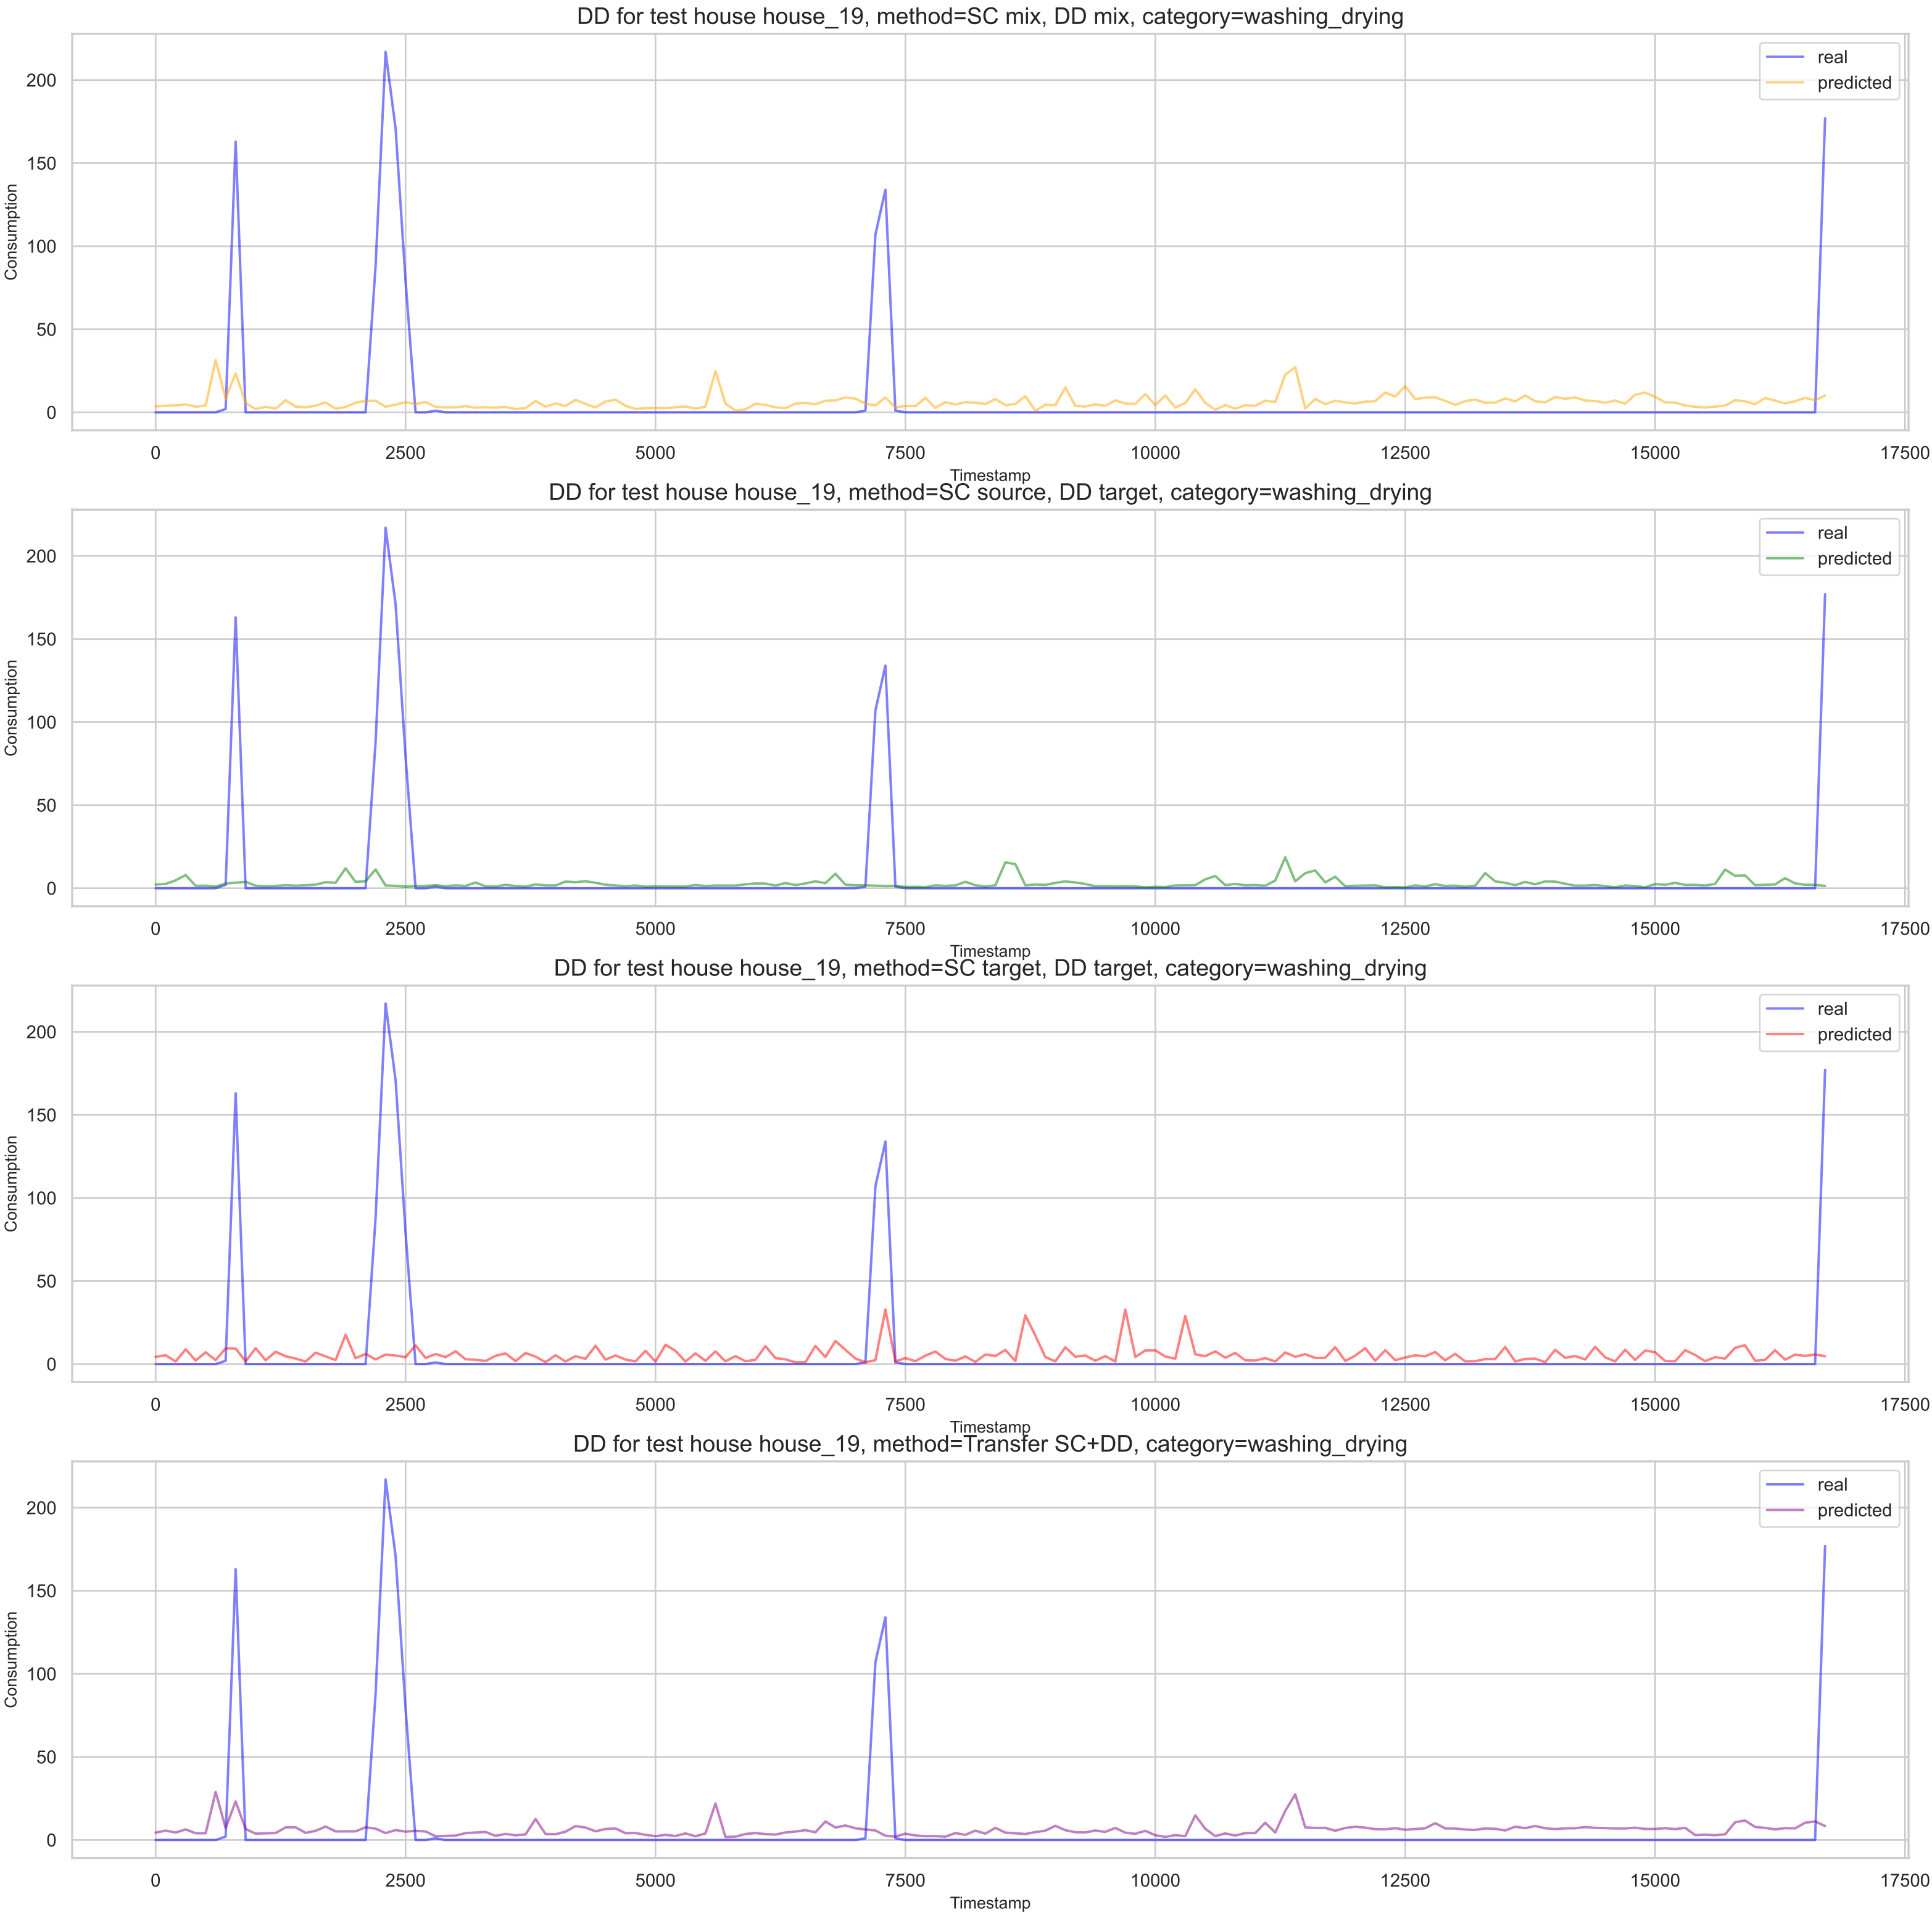 DD for test house house_19, method=SC mix, DD mix, category=washing_drying
real
predicted
200
150
100
50
0
Consumption
0 2500 5000 7500 10000 12500 15000 17500
Timestamp
DD for test house house_19, method=SC source, DD target, category=washing_drying
real
predicted
200
150
100
50
0
Consumption
0 2500 5000 7500 10000 12500 15000 17500
Timestamp
DD for test house house_19, method=SC target, DD target, category=washing_drying
real
predicted
200
150
100
50
0
Consumption
0 2500 5000 7500 10000 12500 15000 17500
Timestamp
DD for test house house_19, method=Transfer SC+DD, category=washing_drying
real
predicted
200
150
100
50
0
Consumption
0 2500 5000 7500 10000 12500 15000 17500
Timestamp